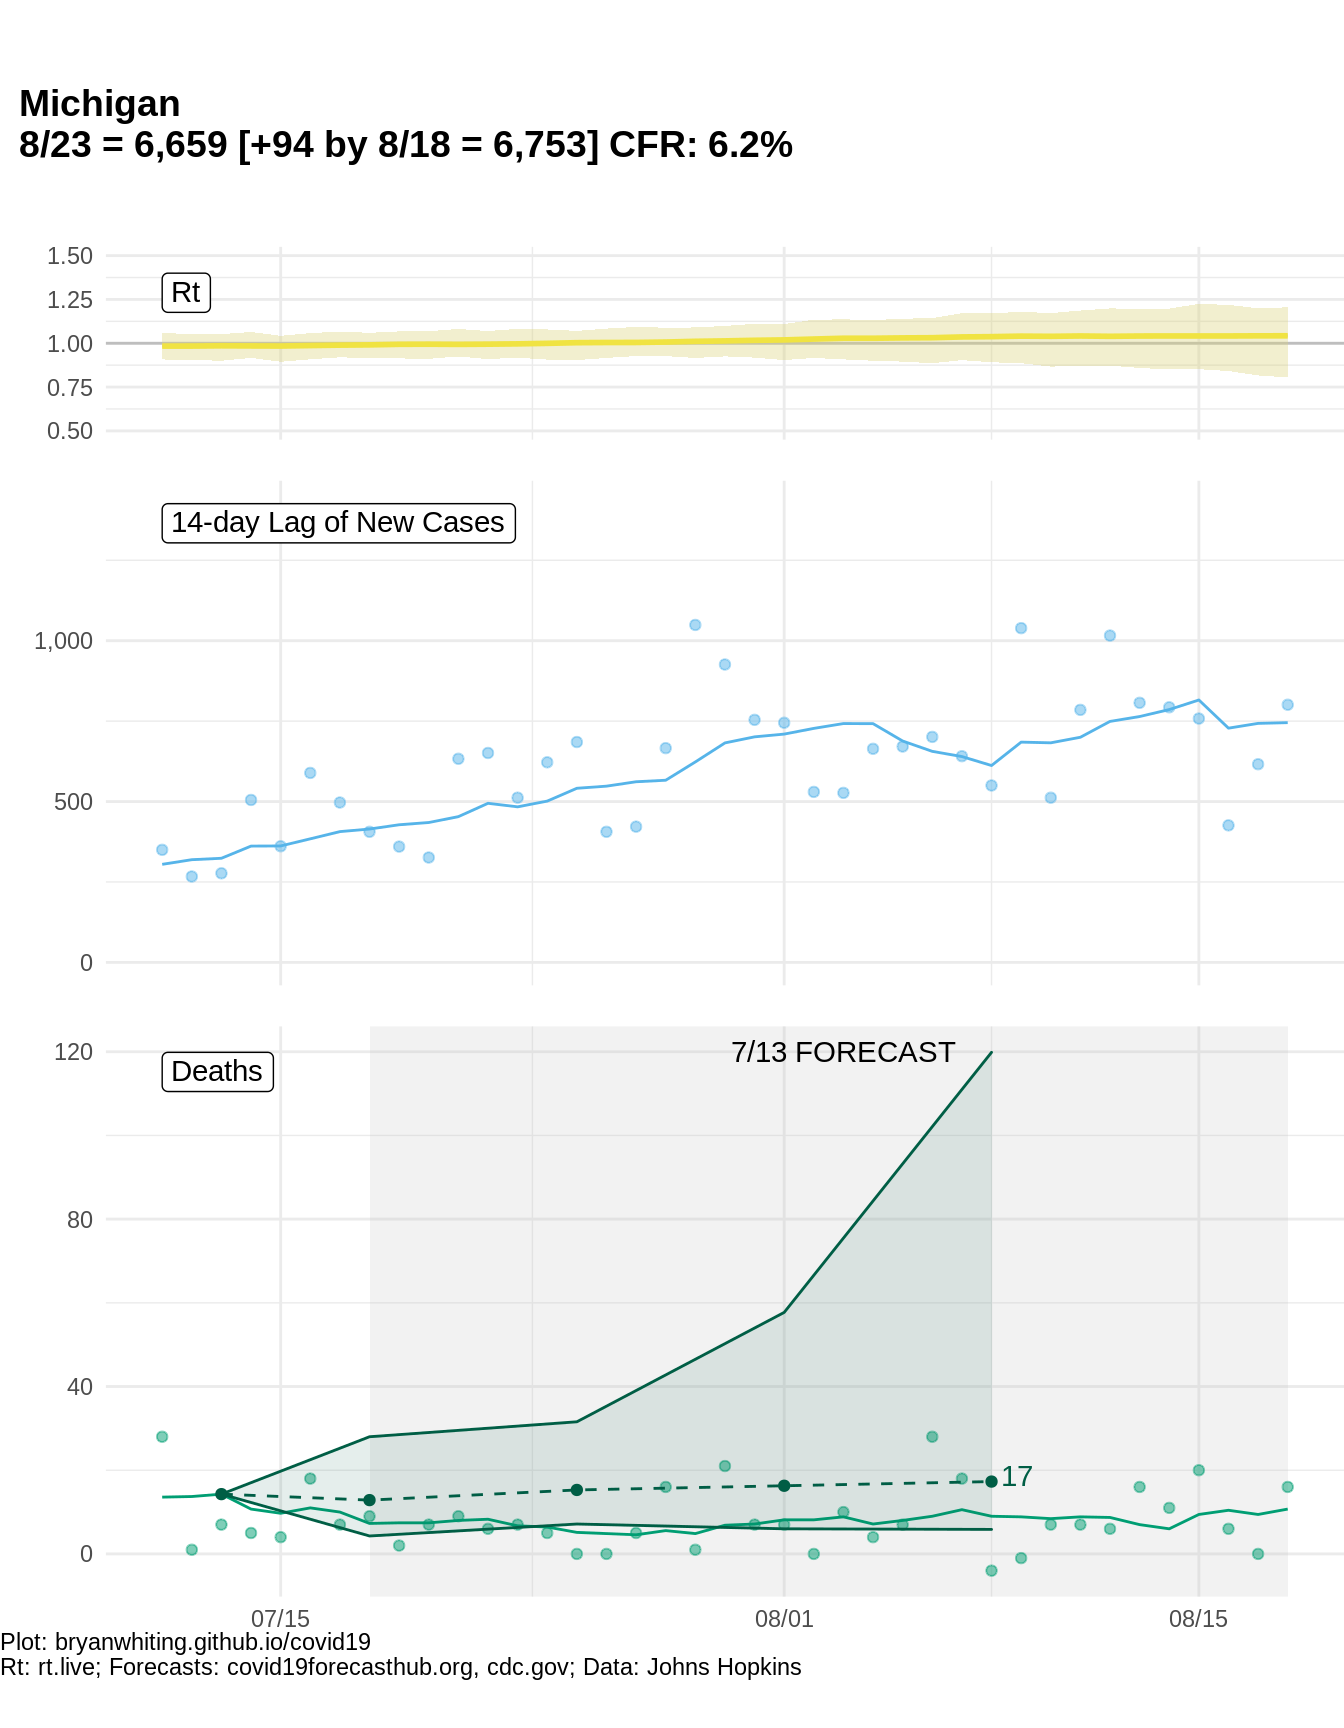 Michigan
8/23 = 6,659 [+94 by 8/18 = 6,753] CFR: 6.2%
1.50
1.25
1.00
0.75
0.50
Rt
14-day Lag of New Cases
1,000
500
0
Deaths
7/13 FORECAST
120
80
40
0
17
07/15
08/01
08/15
Plot: bryanwhiting.github.io/covid19
Rt: rt.live; Forecasts: covid19forecasthub.org, cdc.gov; Data: Johns Hopkins